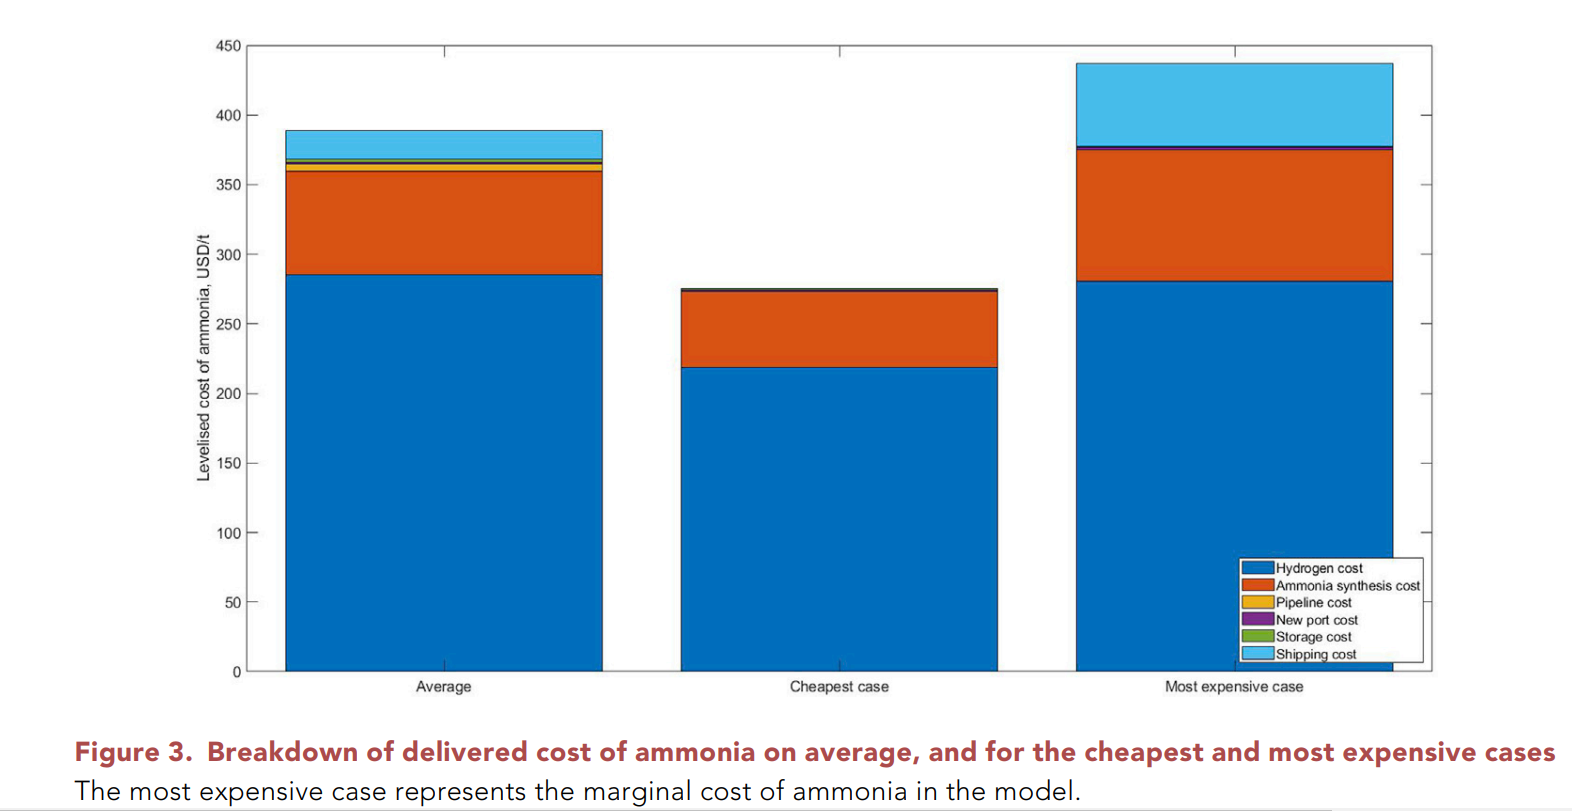 450
400
350
300
250
200
150
100
50
0
Levelised cost of ammonia, USD/t
Average
Cheapest case
Most expensive case
Hydrogen cost
Ammonia synthesis cost
Pipeline cost
New port cost
Storage cost
Shipping cost
Figure 3. Breakdown of delivered cost of ammonia on average, and for the cheapest and most expensive cases
The most expensive case represents the marginal cost of ammonia in the model.